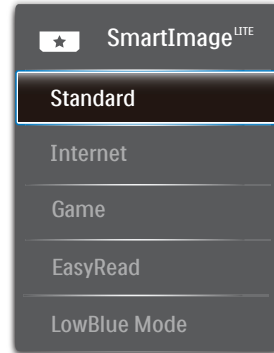 SmartImageLITE
Standard
Internet
Game
EasyRead
LowBlue Mode